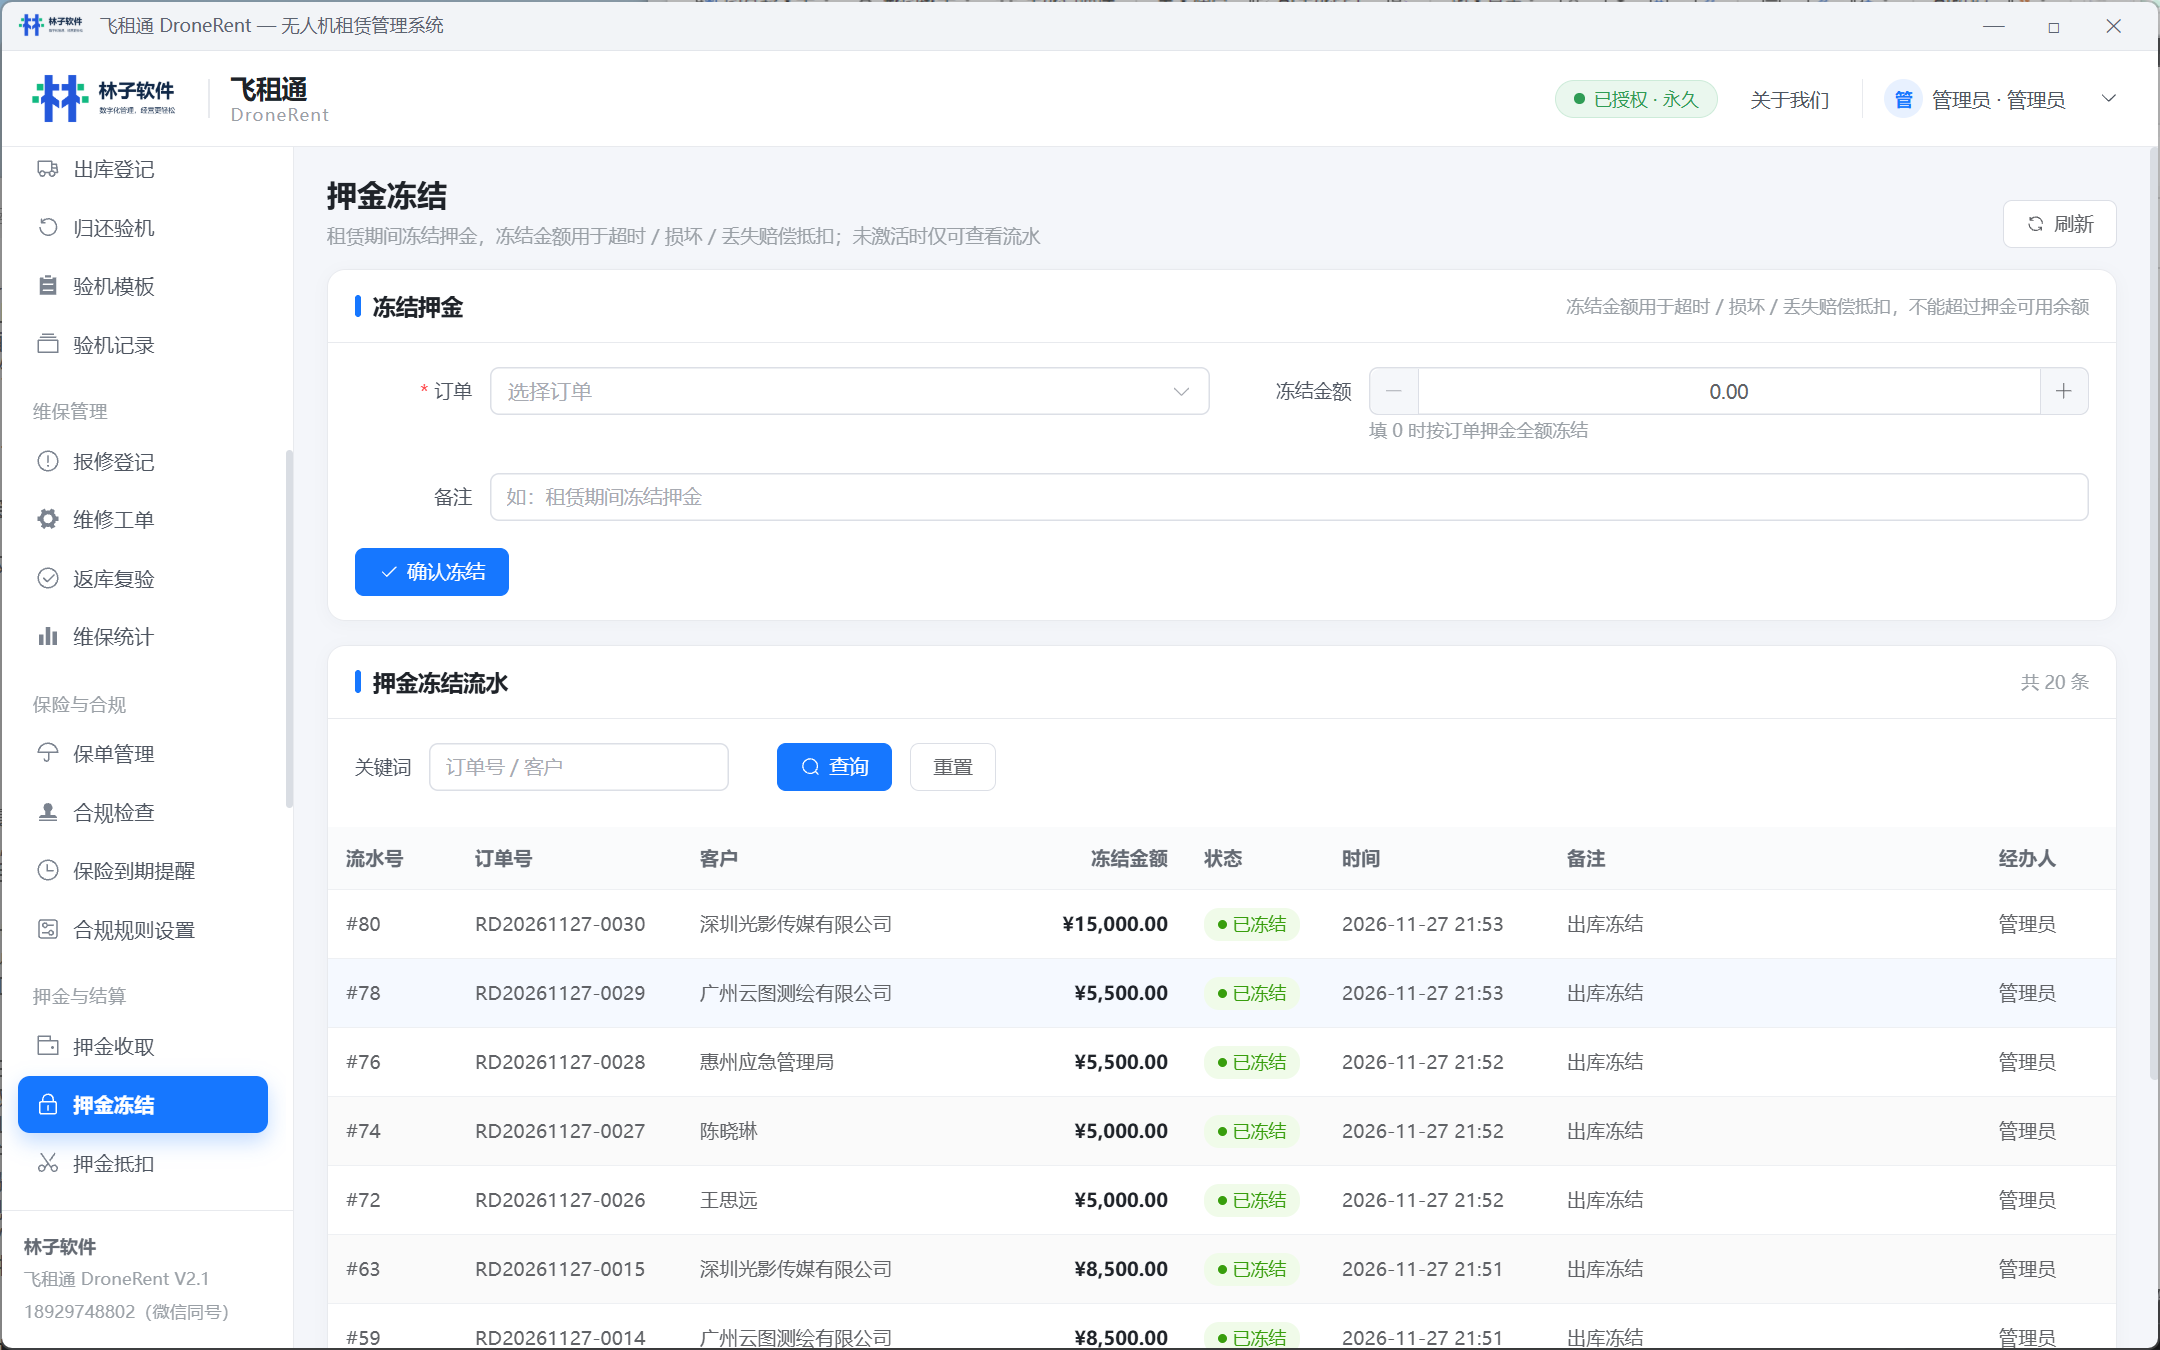 林子软件 飞租通 DroneRent — 无人机租赁管理系统
林子软件
数字化管理，经营更轻松
飞租通
DroneRent
已授权 · 永久
关于我们
管 管理员 · 管理员
出库登记
归还验机
验机模板
验机记录
维保管理
报修登记
维修工单
返库复验
维保统计
保险与合规
保单管理
合规检查
保险到期提醒
合规规则设置
押金与结算
押金收取
押金冻结
押金抵扣
林子软件
飞租通 DroneRent V2.1
18929748802（微信同号）
押金冻结
租赁期间冻结押金，冻结金额用于超时 / 损坏 / 丢失赔偿抵扣；未激活时仅可查看流水
刷新
冻结押金
冻结金额用于超时 / 损坏 / 丢失赔偿抵扣，不能超过押金可用余额
* 订单 选择订单
冻结金额 0.00
填 0 时按订单押金全额冻结
备注 如：租赁期间冻结押金
确认冻结
押金冻结流水
共 20 条
关键词 订单号 / 客户 查询 重置
流水号 订单号 客户 冻结金额 状态 时间 备注 经办人
#80 RD20261127-0030 深圳光影传媒有限公司 ¥15,000.00 已冻结 2026-11-27 21:53 出库冻结 管理员
#78 RD20261127-0029 广州云图测绘有限公司 ¥5,500.00 已冻结 2026-11-27 21:53 出库冻结 管理员
#76 RD20261127-0028 惠州应急管理局 ¥5,500.00 已冻结 2026-11-27 21:52 出库冻结 管理员
#74 RD20261127-0027 陈晓琳 ¥5,000.00 已冻结 2026-11-27 21:52 出库冻结 管理员
#72 RD20261127-0026 王思远 ¥5,000.00 已冻结 2026-11-27 21:52 出库冻结 管理员
#63 RD20261127-0015 深圳光影传媒有限公司 ¥8,500.00 已冻结 2026-11-27 21:51 出库冻结 管理员
#59 RD20261127-0014 广州云图测绘有限公司 ¥8,500.00 已冻结 2026-11-27 21:51 出库冻结 管理员